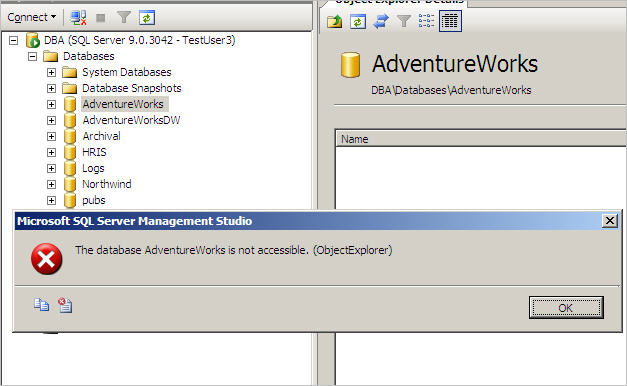 Connect
Object Explorer Details
DBA (SQL Server 9.0.3042 - TestUser3)
Databases
System Databases
Database Snapshots
AdventureWorks
AdventureWorksDW
Archival
HRIS
Logs
Northwind
pubs
AdventureWorks
DBA\Databases\AdventureWorks
Name
Microsoft SQL Server Management Studio
The database AdventureWorks is not accessible. (ObjectExplorer)
OK